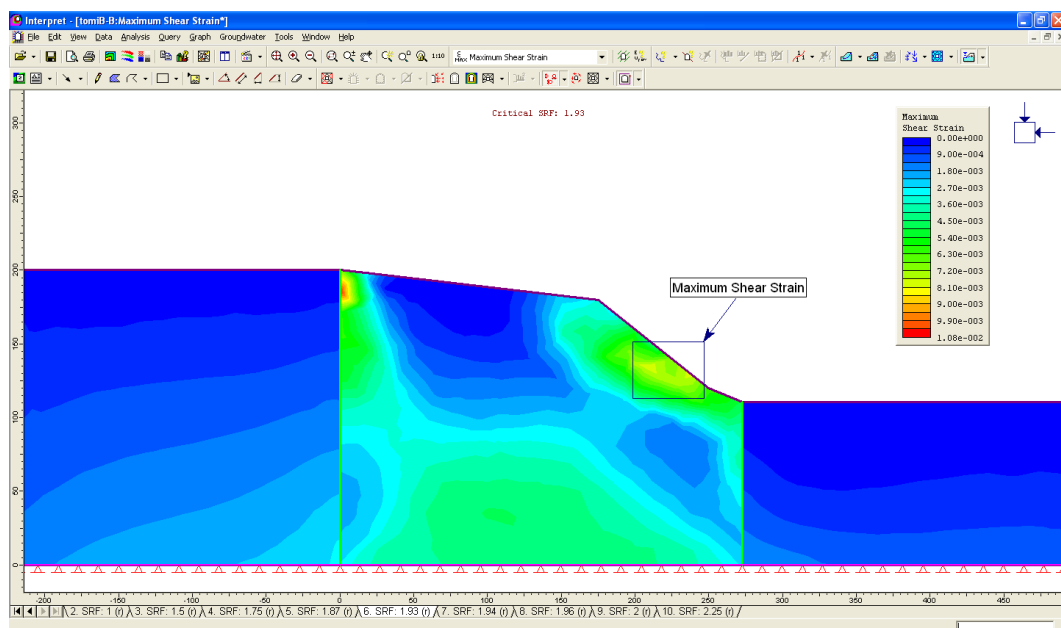 Interpret - [tomiB-B:Maximum Shear Strain*]
File Edit View Data Analysis Query Graph Groundwater Tools Window Help
1:10 Maximum Shear Strain
Critical SRF: 1.93
Maximum
Shear Strain
0.00e+000
9.00e-004
1.80e-003
2.70e-003
3.60e-003
4.50e-003
5.40e-003
6.30e-003
7.20e-003
8.10e-003
9.00e-003
9.90e-003
1.08e-002
Maximum Shear Strain
300
250
200
150
100
50
0
-200 -150 -100 -50 0 50 100 150 200 250 300 350 400 450
2. SRF: 1 (r) 3. SRF: 1.5 (r) 4. SRF: 1.75 (r) 5. SRF: 1.87 (r) 6. SRF: 1.93 (r) 7. SRF: 1.94 (r) 8. SRF: 1.96 (r) 9. SRF: 2 (r) 10. SRF: 2.25 (r)